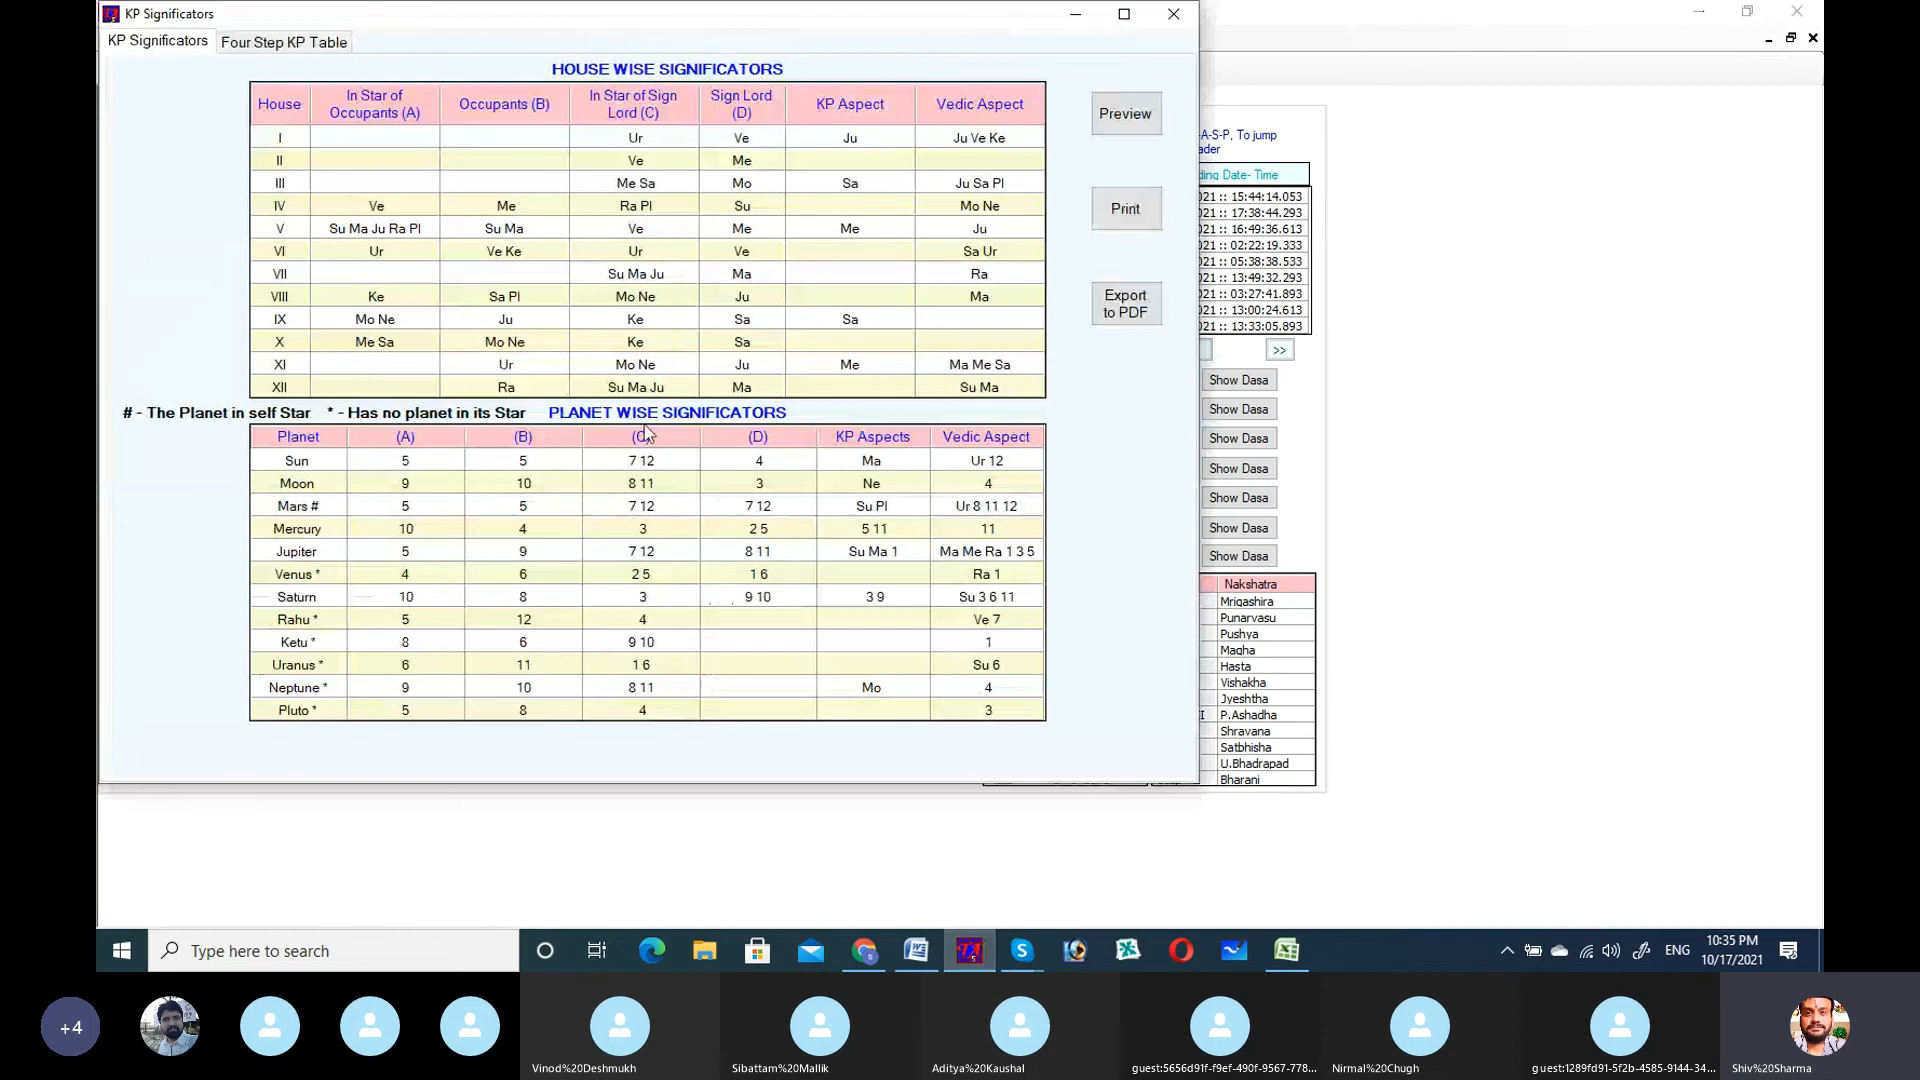 KP Significators
KP Significators Four Step KP Table
HOUSE WISE SIGNIFICATORS
House In Star of Occupants (A) Occupants (B) In Star of Sign Lord (C) Sign Lord (D) KP Aspect Vedic Aspect
I Ur Ve Ju Ju Ve Ke
II Ve Me
III Me Sa Mo Sa Ju Sa Pl
IV Ve Me Ra Pl Su Mo Ne
V Su Ma Ju Ra Pl Su Ma Ve Me Me Ju
VI Ur Ve Ke Ur Ve Sa Ur
VII Su Ma Ju Ma Ra
VIII Ke Sa Pl Mo Ne Ju Ma
IX Mo Ne Ju Ke Sa Sa
X Me Sa Mo Ne Ke Sa
XI Ur Mo Ne Ju Me Ma Me Sa
XII Ra Su Ma Ju Ma Su Ma
# - The Planet in self Star * - Has no planet in its Star PLANET WISE SIGNIFICATORS
Planet (A) (B) (C) (D) KP Aspects Vedic Aspect
Sun 5 5 7 12 4 Ma Ur 12
Moon 9 10 8 11 3 Ne 4
Mars # 5 5 7 12 7 12 Su Pl Ur 8 11 12
Mercury 10 4 3 2 5 5 11 11
Jupiter 5 9 7 12 8 11 Su Ma 1 Ma Me Ra 1 3 5
Venus * 4 6 2 5 1 6 Ra 1
Saturn 10 8 3 9 10 3 9 Su 3 6 11
Rahu * 5 12 4 Ve 7
Ketu * 8 6 9 10 1
Uranus * 6 11 1 6 Su 6
Neptune * 9 10 8 11 Mo 4
Pluto * 5 8 4 3
Preview
Print
Export
to PDF
-A-S-P, To jump
ader
ding Date- Time
021 :: 15:44:14.053
021 :: 17:38:44.293
021 :: 16:49:36.613
021 :: 02:22:19.333
021 :: 05:38:38.533
021 :: 13:49:32.293
021 :: 03:27:41.893
021 :: 13:00:24.613
021 :: 13:33:05.893
>>
Show Dasa
Show Dasa
Show Dasa
Show Dasa
Show Dasa
Show Dasa
Show Dasa
Nakshatra
Mrigashira
Punarvasu
Pushya
Magha
Hasta
Vishakha
Jyeshtha
I P.Ashadha
Shravana
Satbhisha
U.Bhadrapad
Bharani
Type here to search
ENG
10:35 PM
10/17/2021
+4
Vinod%20Deshmukh
Sibattam%20Mallik
Aditya%20Kaushal
guest:5656d91f-f9ef-490f-9567-778...
Nirmal%20Chugh
guest:1289fd91-5f2b-4585-9144-34...
Shiv%20Sharma